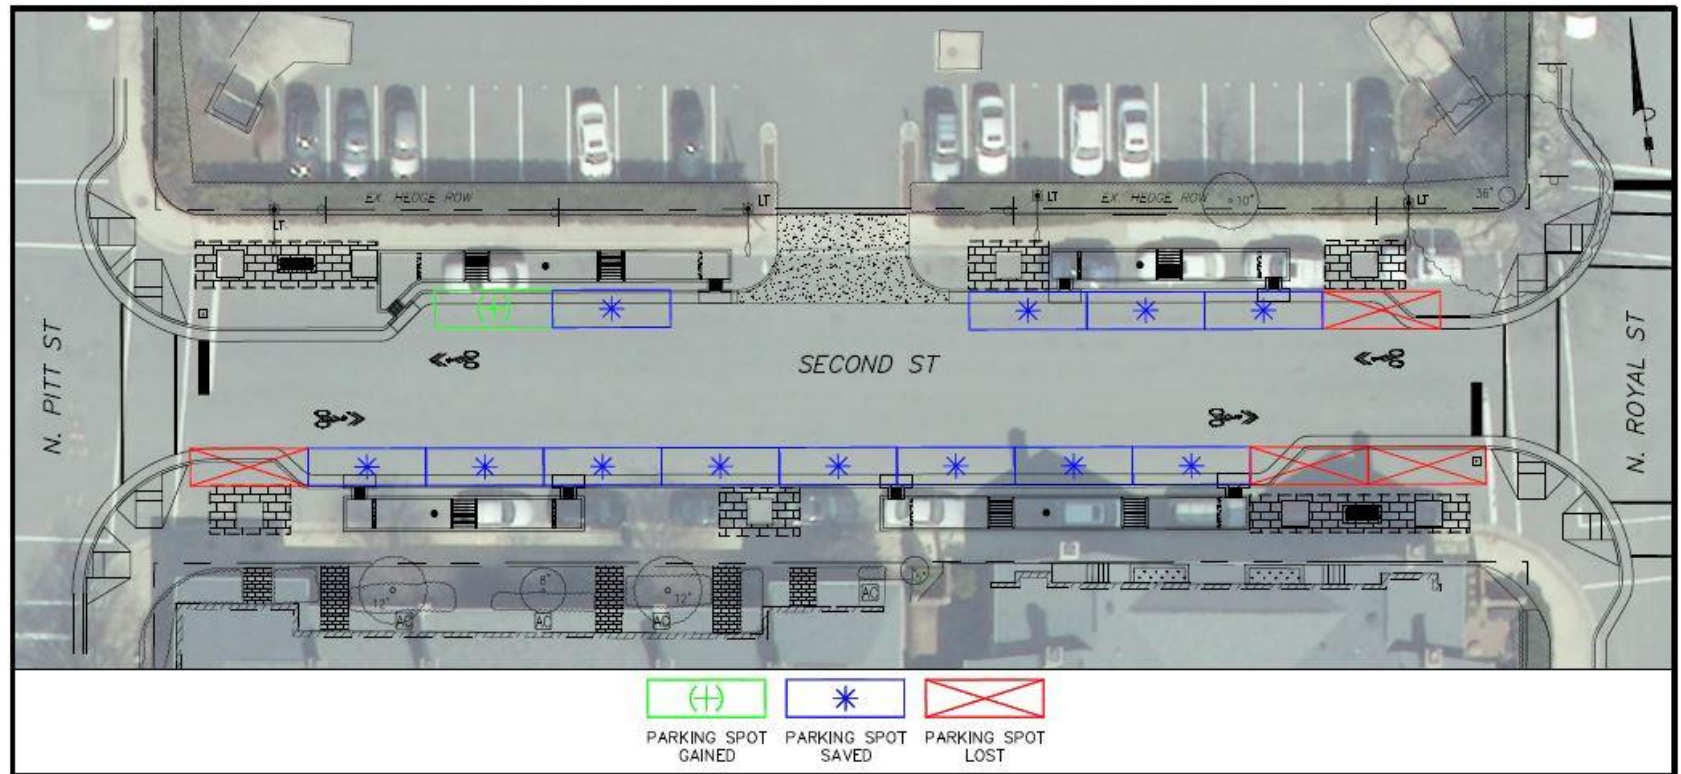 EX. HEDGE ROW
EX. HEDGE ROW
10"
36"
LT
LT
LT
LT
N. PITT ST
SECOND ST
N. ROYAL ST
12"
8"
12"
AC
AC
AC
AC
PARKING SPOT
GAINED
PARKING SPOT
SAVED
PARKING SPOT
LOST